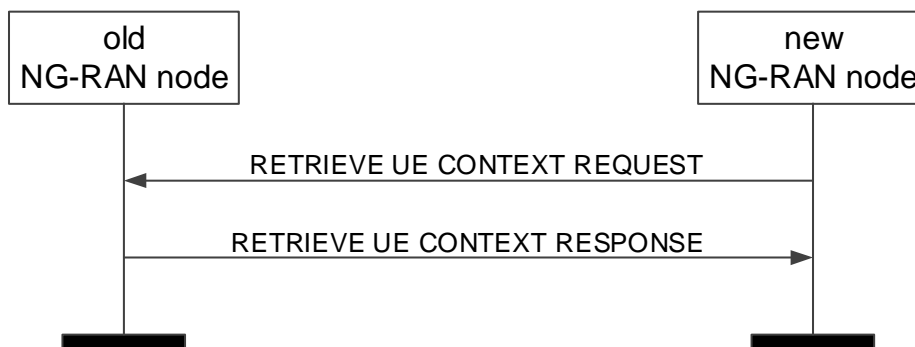 old
NG-RAN node
new
NG-RAN node
RETRIEVE UE CONTEXT REQUEST
RETRIEVE UE CONTEXT RESPONSE